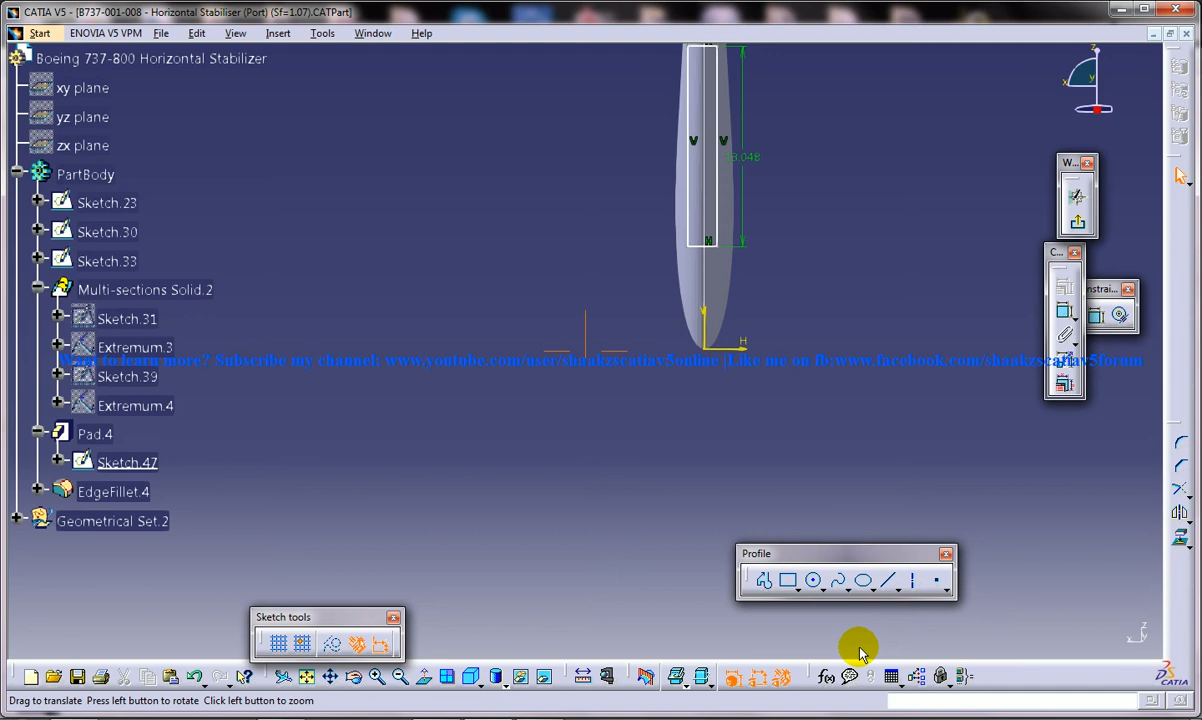 CATIA V5 - [B737-001-008 - Horizontal Stabiliser (Port) (Sf=1.07).CATPart]
Start ENOVIA V5 VPM File Edit View Insert Tools Window Help
Boeing 737-800 Horizontal Stabilizer
xy plane
yz plane
zx plane
PartBody
Sketch.23
Sketch.30
Sketch.33
Multi-sections Solid.2
Sketch.31
Extremum.3
Want to learn more? Subscribe my channel: www.youtube.com/user/shaakzscatiav5online |Like me on fb:www.facebook.com/shaakzscatiav5forum
Sketch.39
Extremum.4
Pad.4
Sketch.47
EdgeFillet.4
Geometrical Set.2
V V
H
V
H
z
x y
W...
C...
Profile
Sketch tools
f(x)
z
x
CATIA
Drag to translate Press left button to rotate Click left button to zoom